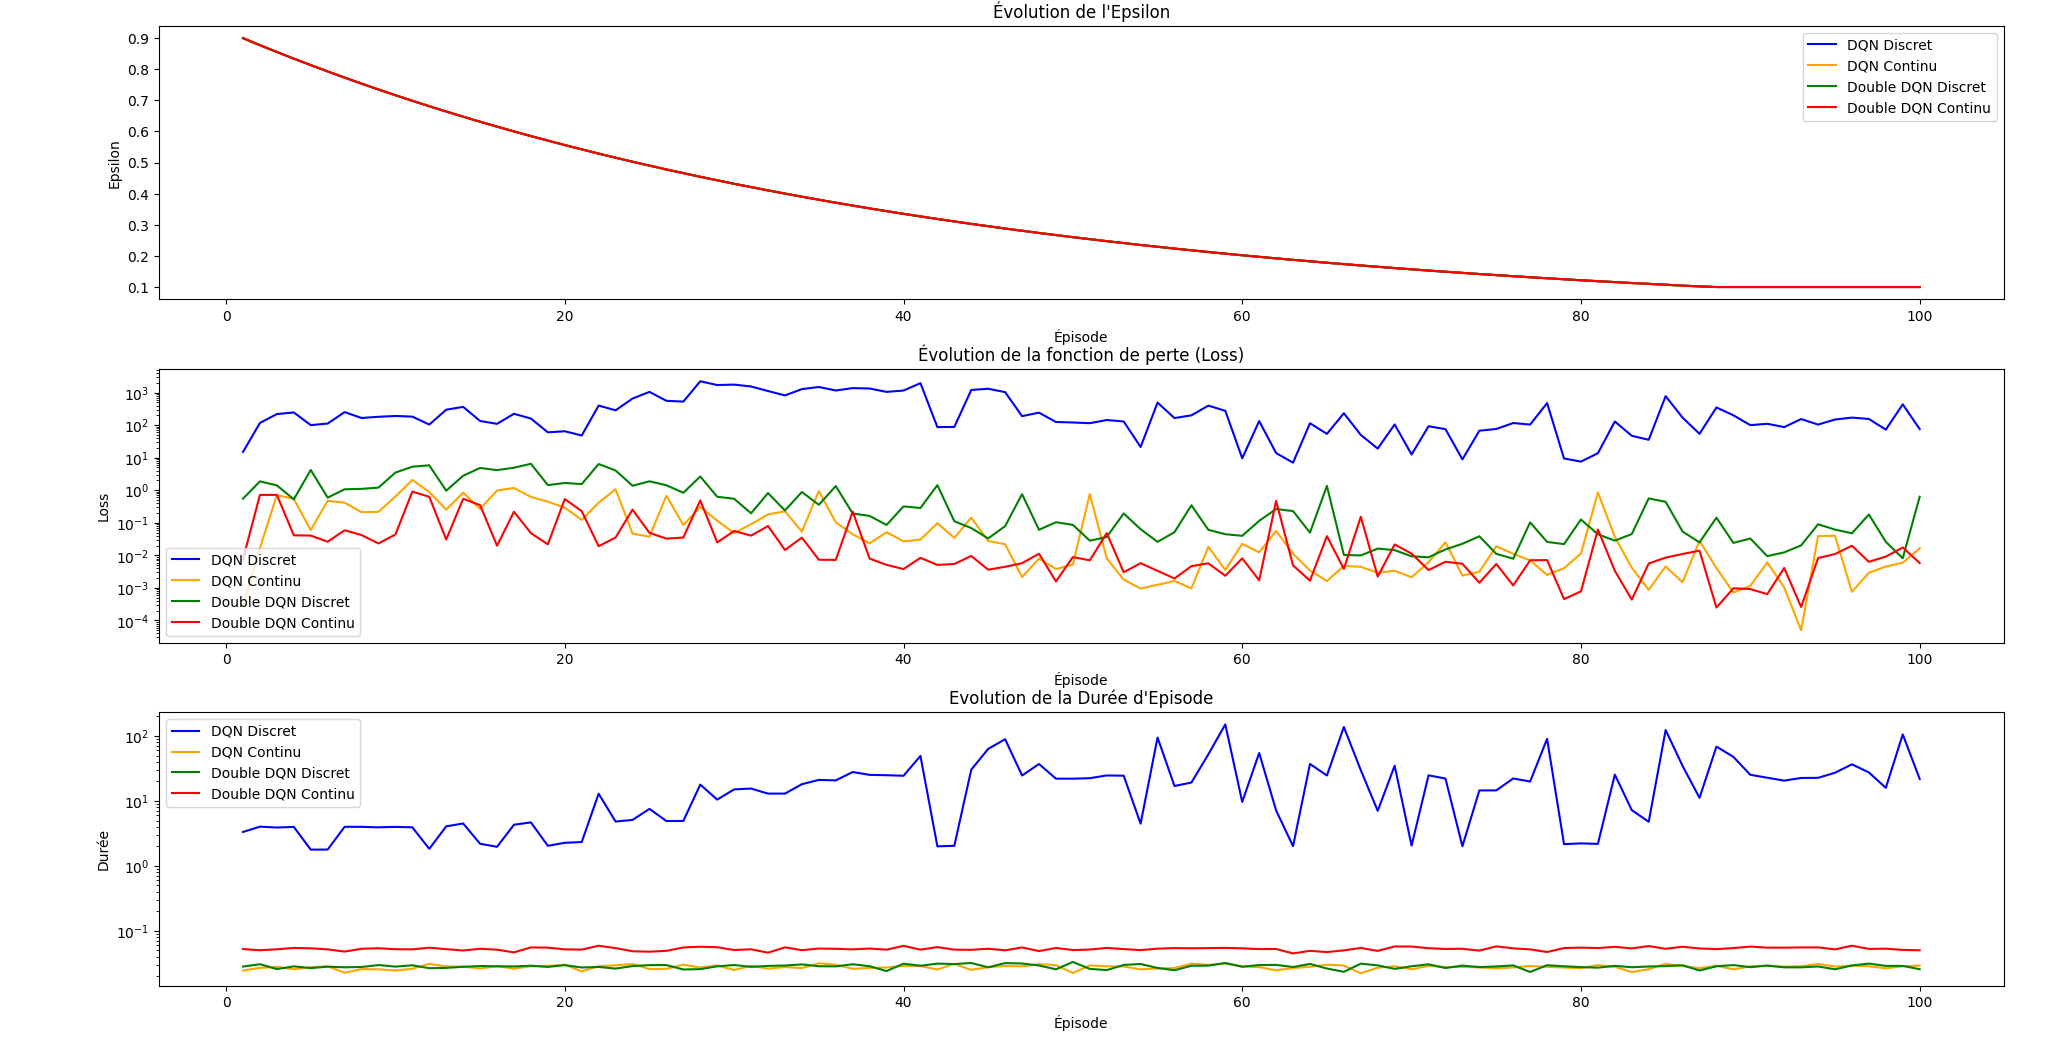 Évolution de l'Epsilon
Epsilon
0.9
0.8
0.7
0.6
0.5
0.4
0.3
0.2
0.1
DQN Discret
DQN Continu
Double DQN Discret
Double DQN Continu
0 20 40 60 80 100
Épisode
Évolution de la fonction de perte (Loss)
Loss
10³
10²
10¹
10⁰
10⁻¹
10⁻²
10⁻³
10⁻⁴
DQN Discret
DQN Continu
Double DQN Discret
Double DQN Continu
0 20 40 60 80 100
Épisode
Evolution de la Durée d'Episode
Durée
10²
10¹
10⁰
10⁻¹
DQN Discret
DQN Continu
Double DQN Discret
Double DQN Continu
0 20 40 60 80 100
Épisode